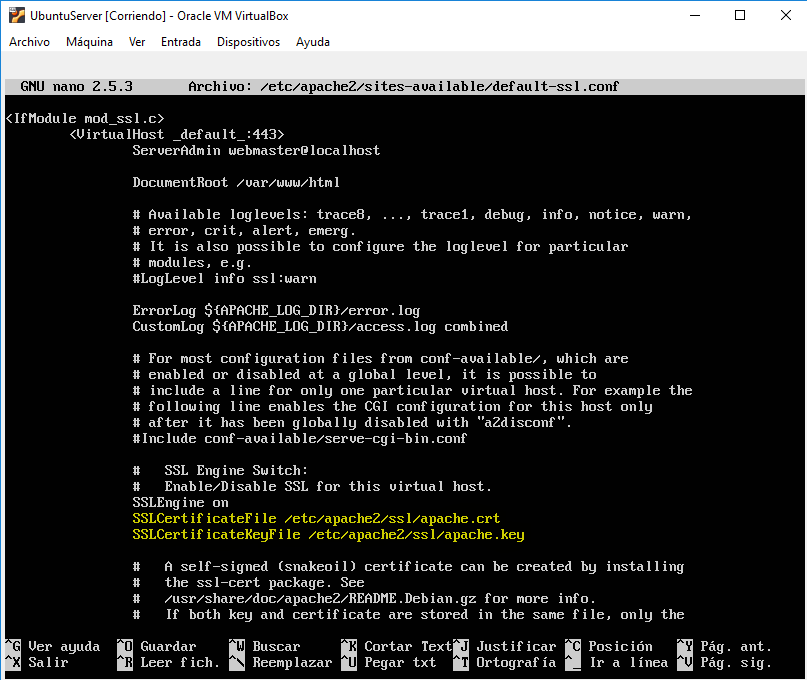 UbuntuServer [Corriendo] - Oracle VM VirtualBox
Archivo Máquina Ver Entrada Dispositivos Ayuda
GNU nano 2.5.3 Archivo: /etc/apache2/sites-available/default-ssl.conf
<IfModule mod_ssl.c>
<VirtualHost _default_:443>
ServerAdmin webmaster@localhost
DocumentRoot /var/www/html
# Available loglevels: trace8, ..., trace1, debug, info, notice, warn,
# error, crit, alert, emerg.
# It is also possible to configure the loglevel for particular
# modules, e.g.
#LogLevel info ssl:warn
ErrorLog ${APACHE_LOG_DIR}/error.log
CustomLog ${APACHE_LOG_DIR}/access.log combined
# For most configuration files from conf-available/, which are
# enabled or disabled at a global level, it is possible to
# include a line for only one particular virtual host. For example the
# following line enables the CGI configuration for this host only
# after it has been globally disabled with "a2disconf".
#Include conf-available/serve-cgi-bin.conf
# SSL Engine Switch:
# Enable/Disable SSL for this virtual host.
SSLEngine on
SSLCertificateFile /etc/apache2/ssl/apache.crt
SSLCertificateKeyFile /etc/apache2/ssl/apache.key
# A self-signed (snakeoil) certificate can be created by installing
# the ssl-cert package. See
# /usr/share/doc/apache2/README.Debian.gz for more info.
# If both key and certificate are stored in the same file, only the
^G Ver ayuda ^O Guardar ^W Buscar ^K Cortar Text ^J Justificar ^C Posición ^Y Pág. ant.
^X Salir ^R Leer fich. ^\ Reemplazar ^U Pegar txt ^T Ortografía ^_ Ir a línea ^V Pág. sig.